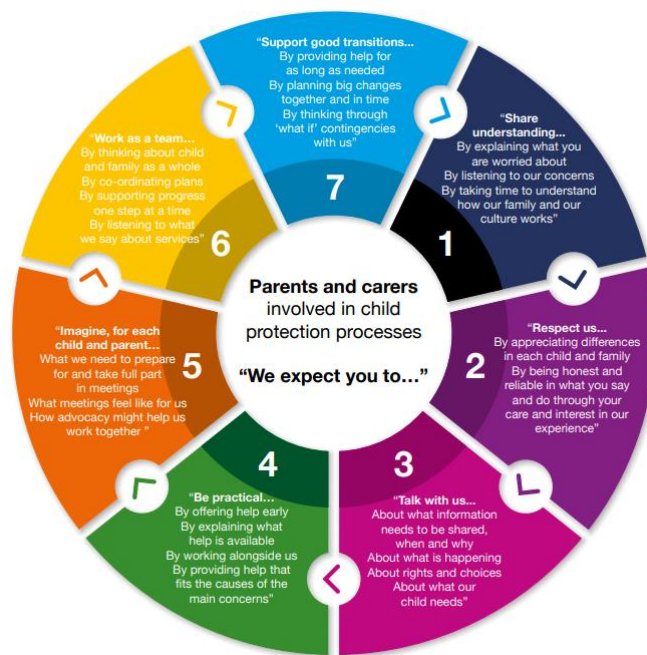 Parents and carers
involved in child
protection processes
“We expect you to…”
1
“Share
understanding...
By explaining what you
are worried about
By listening to our concerns
By taking time to understand
how our family and our
culture works”
2
“Respect us...
By appreciating differences
in each child and family
By being honest and
reliable in what you say
and do through your
care and interest in our
experience”
3
“Talk with us...
About what information
needs to be shared,
when and why
About what is happening
About rights and choices
About what our
child needs”
4
“Be practical…
By offering help early
By explaining what
help is available
By working alongside us
By providing help that
fits the causes of the
main concerns”
5
“Imagine, for each
child and parent…
What we need to prepare
for and take full part
in meetings
What meetings feel like for us
How advocacy might help us
work together ”
6
“Work as a team…
By thinking about child
and family as a whole
By co-ordinating plans
By supporting progress
one step at a time
By listening to what
we say about services”
7
“Support good transitions...
By providing help for
as long as needed
By planning big changes
together and in time
By thinking through
‘what if’ contingencies
with us”